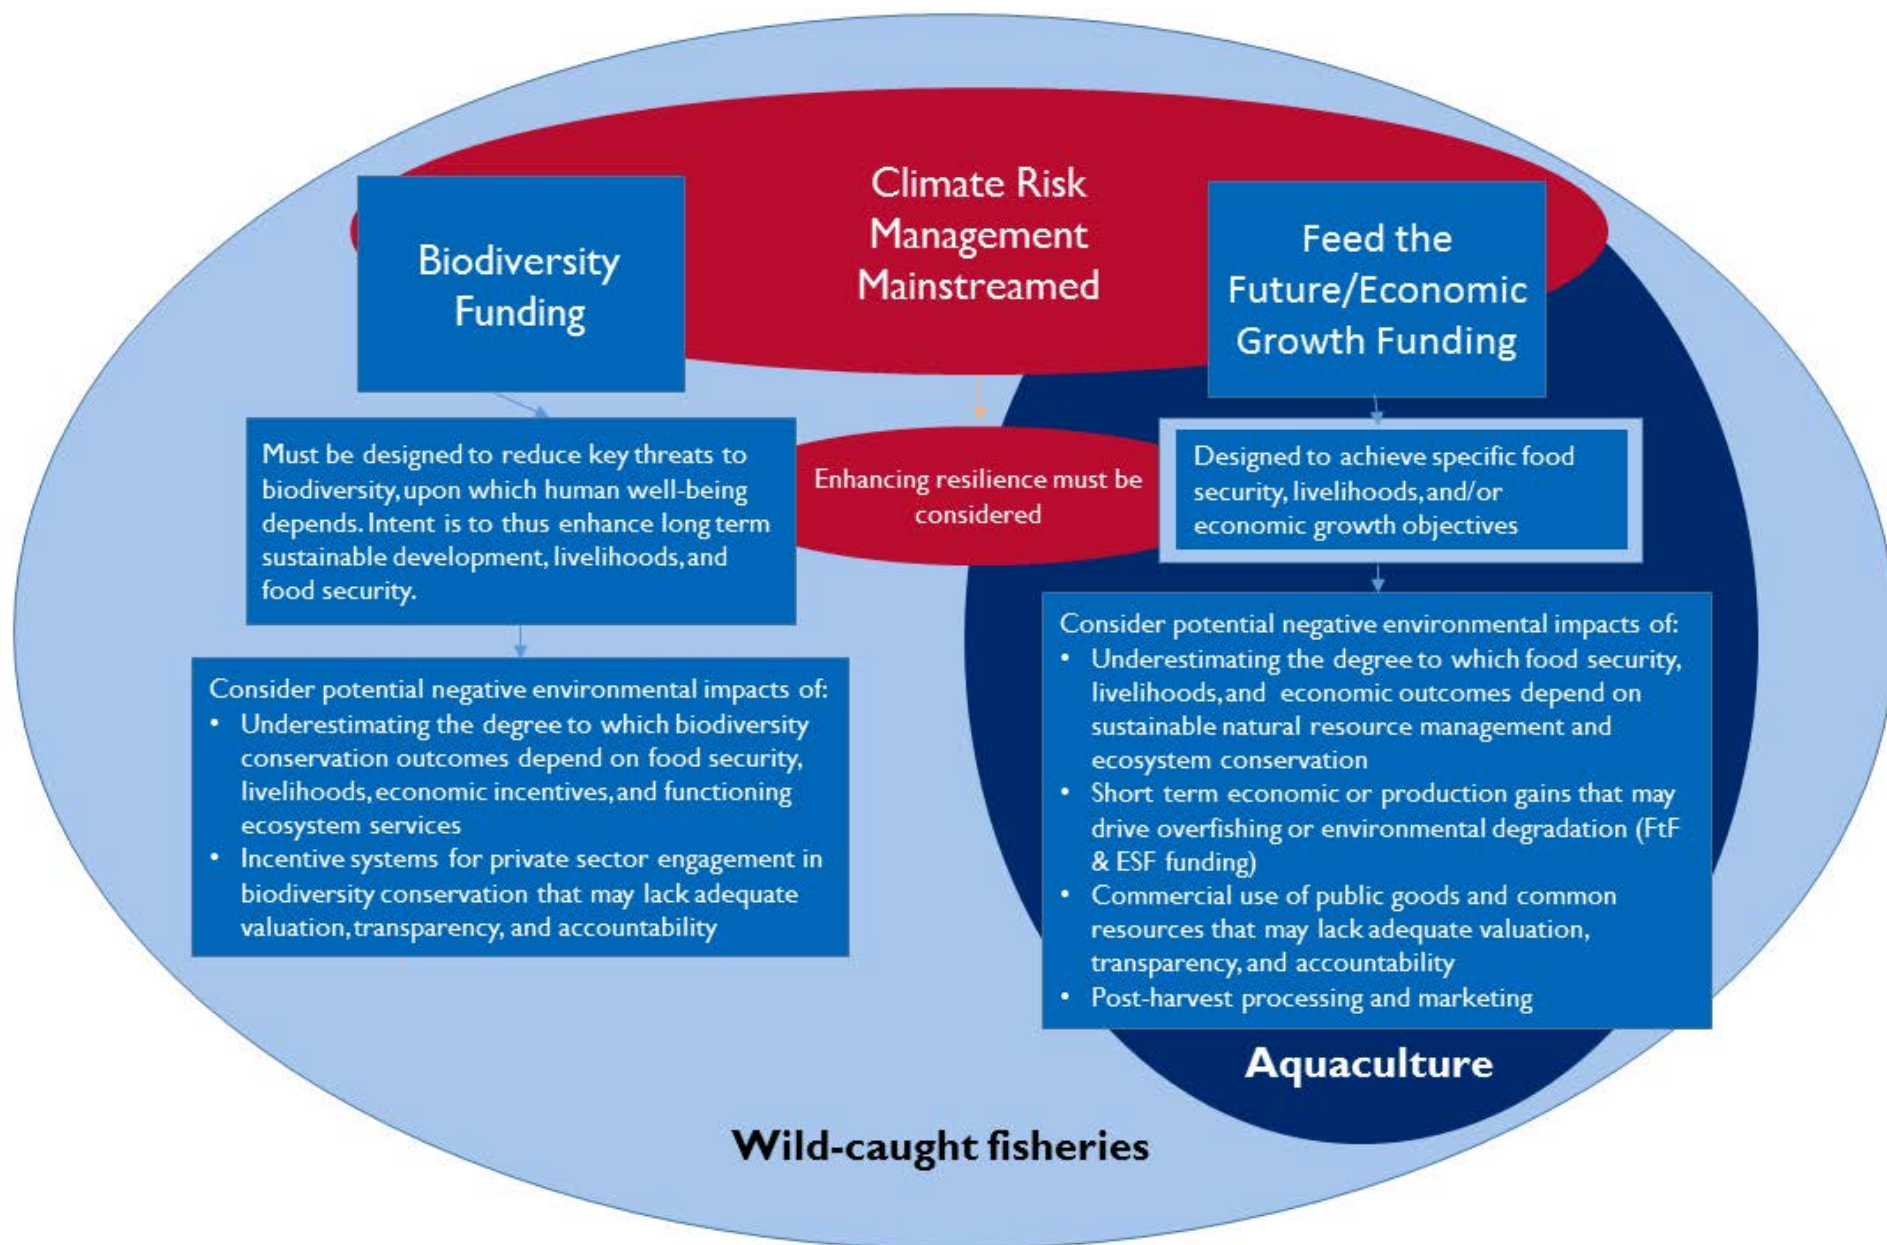 Climate Risk
Management
Mainstreamed
Biodiversity
Funding
Feed the
Future/Economic
Growth Funding
Must be designed to reduce key threats to
biodiversity, upon which human well-being
depends. Intent is to thus enhance long term
sustainable development, livelihoods, and
food security.
Enhancing resilience must be
considered
Designed to achieve specific food
security, livelihoods, and/or
economic growth objectives
Consider potential negative environmental impacts of:
• Underestimating the degree to which biodiversity
conservation outcomes depend on food security,
livelihoods, economic incentives, and functioning
ecosystem services
• Incentive systems for private sector engagement in
biodiversity conservation that may lack adequate
valuation, transparency, and accountability
Consider potential negative environmental impacts of:
• Underestimating the degree to which food security,
livelihoods, and economic outcomes depend on
sustainable natural resource management and
ecosystem conservation
• Short term economic or production gains that may
drive overfishing or environmental degradation (FtF
& ESF funding)
• Commercial use of public goods and common
resources that may lack adequate valuation,
transparency, and accountability
• Post-harvest processing and marketing
Aquaculture
Wild-caught fisheries